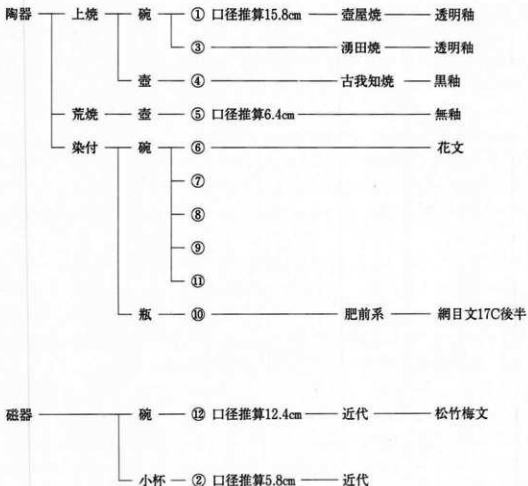 陶器 上焼 碗 ① 口径推算15.8cm 壺屋焼 透明釉
③ 湧田焼 透明釉
壺 ④ 古我知焼 黒釉
荒焼 壺 ⑤ 口径推算6.4cm 無釉
染付 碗 ⑥ 花文
⑦
⑧
⑨
⑪
瓶 ⑩ 肥前系 網目文17C後半
磁器 碗 ⑫ 口径推算12.4cm 近代 松竹梅文
小杯 ② 口径推算5.8cm 近代